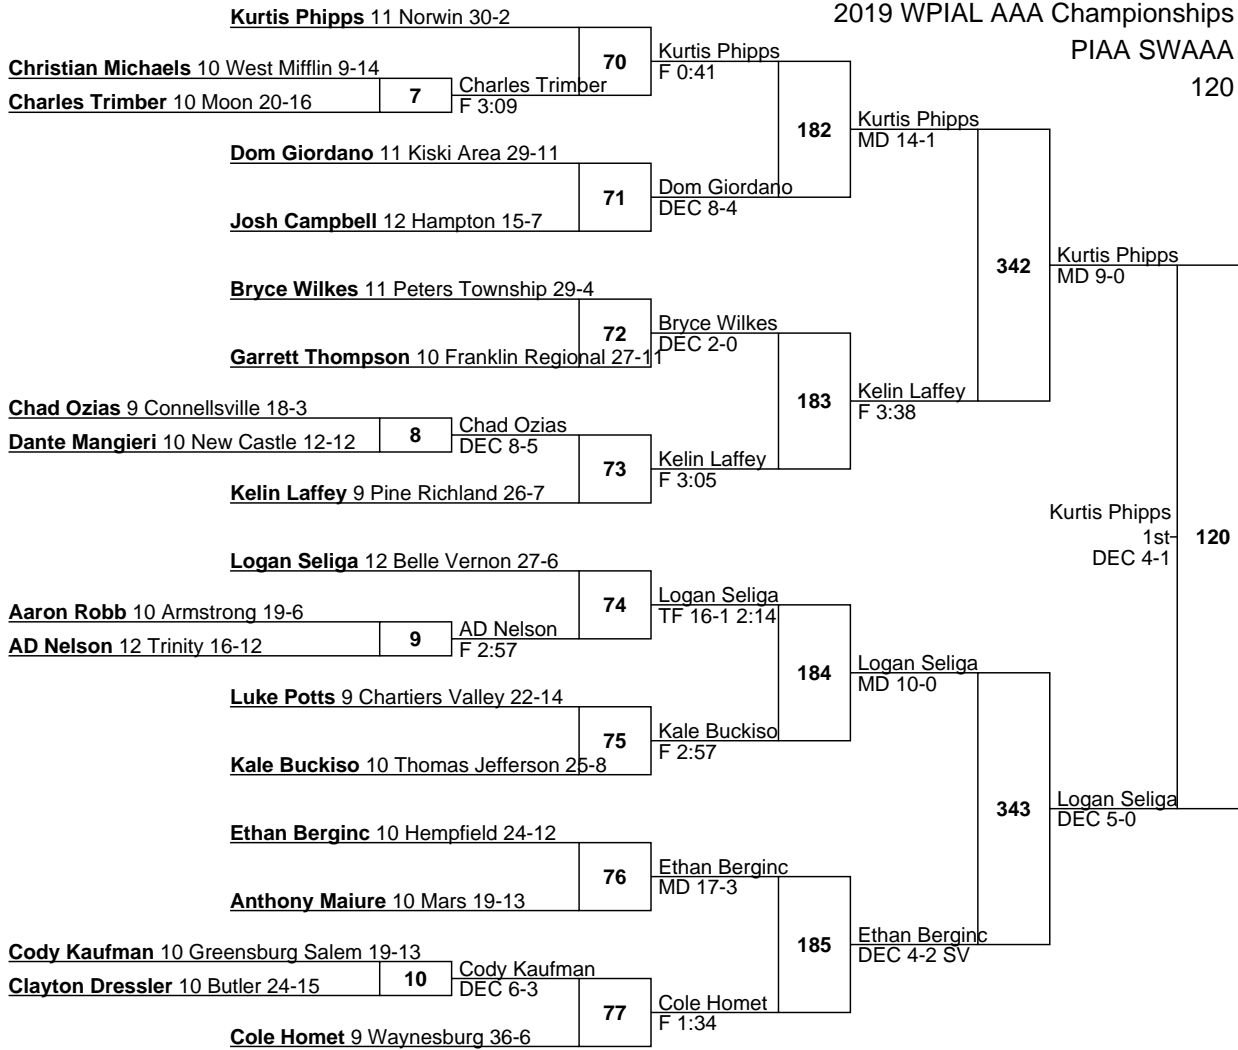 2019 WPIAL AAA Championships
PIAA SWAAA
120
Kurtis Phipps 11 Norwin 30-2
70
Kurtis Phipps
F 0:41
Christian Michaels 10 West Mifflin 9-14
Charles Trimber 10 Moon 20-16
7
Charles Trimber
F 3:09
182
Kurtis Phipps
MD 14-1
Dom Giordano 11 Kiski Area 29-11
71
Dom Giordano
DEC 8-4
Josh Campbell 12 Hampton 15-7
342
Kurtis Phipps
MD 9-0
Bryce Wilkes 11 Peters Township 29-4
72
Bryce Wilkes
DEC 2-0
Garrett Thompson 10 Franklin Regional 27-11
183
Kelin Laffey
F 3:38
Chad Ozias 9 Connellsville 18-3
Dante Mangieri 10 New Castle 12-12
8
Chad Ozias
DEC 8-5
73
Kelin Laffey
F 3:05
Kelin Laffey 9 Pine Richland 26-7
Kurtis Phipps
1st
DEC 4-1
120
Logan Seliga 12 Belle Vernon 27-6
74
Logan Seliga
TF 16-1 2:14
Aaron Robb 10 Armstrong 19-6
AD Nelson 12 Trinity 16-12
9
AD Nelson
F 2:57
184
Logan Seliga
MD 10-0
Luke Potts 9 Chartiers Valley 22-14
75
Kale Buckiso
F 2:57
Kale Buckiso 10 Thomas Jefferson 25-8
343
Logan Seliga
DEC 5-0
Ethan Berginc 10 Hempfield 24-12
76
Ethan Berginc
MD 17-3
Anthony Maiure 10 Mars 19-13
185
Ethan Berginc
DEC 4-2 SV
Cody Kaufman 10 Greensburg Salem 19-13
Clayton Dressler 10 Butler 24-15
10
Cody Kaufman
DEC 6-3
77
Cole Homet
F 1:34
Cole Homet 9 Waynesburg 36-6